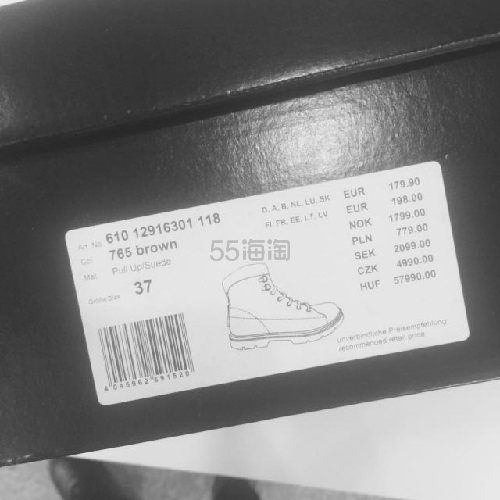 Art. No. 610 12916301 118
Col. 765 brown
Mat. Pull Up/Suede
Größe Size 37
D, A, B, NL, LU, SK EUR 179.90
FI, FR, EE, LT, LV EUR 198.00
NOK 1799.00
PLN 779.00
SEK 2099.00
CZK 4990.00
HUF 57990.00
55海淘
unverbindliche Preisempfehlung
recommended retail price